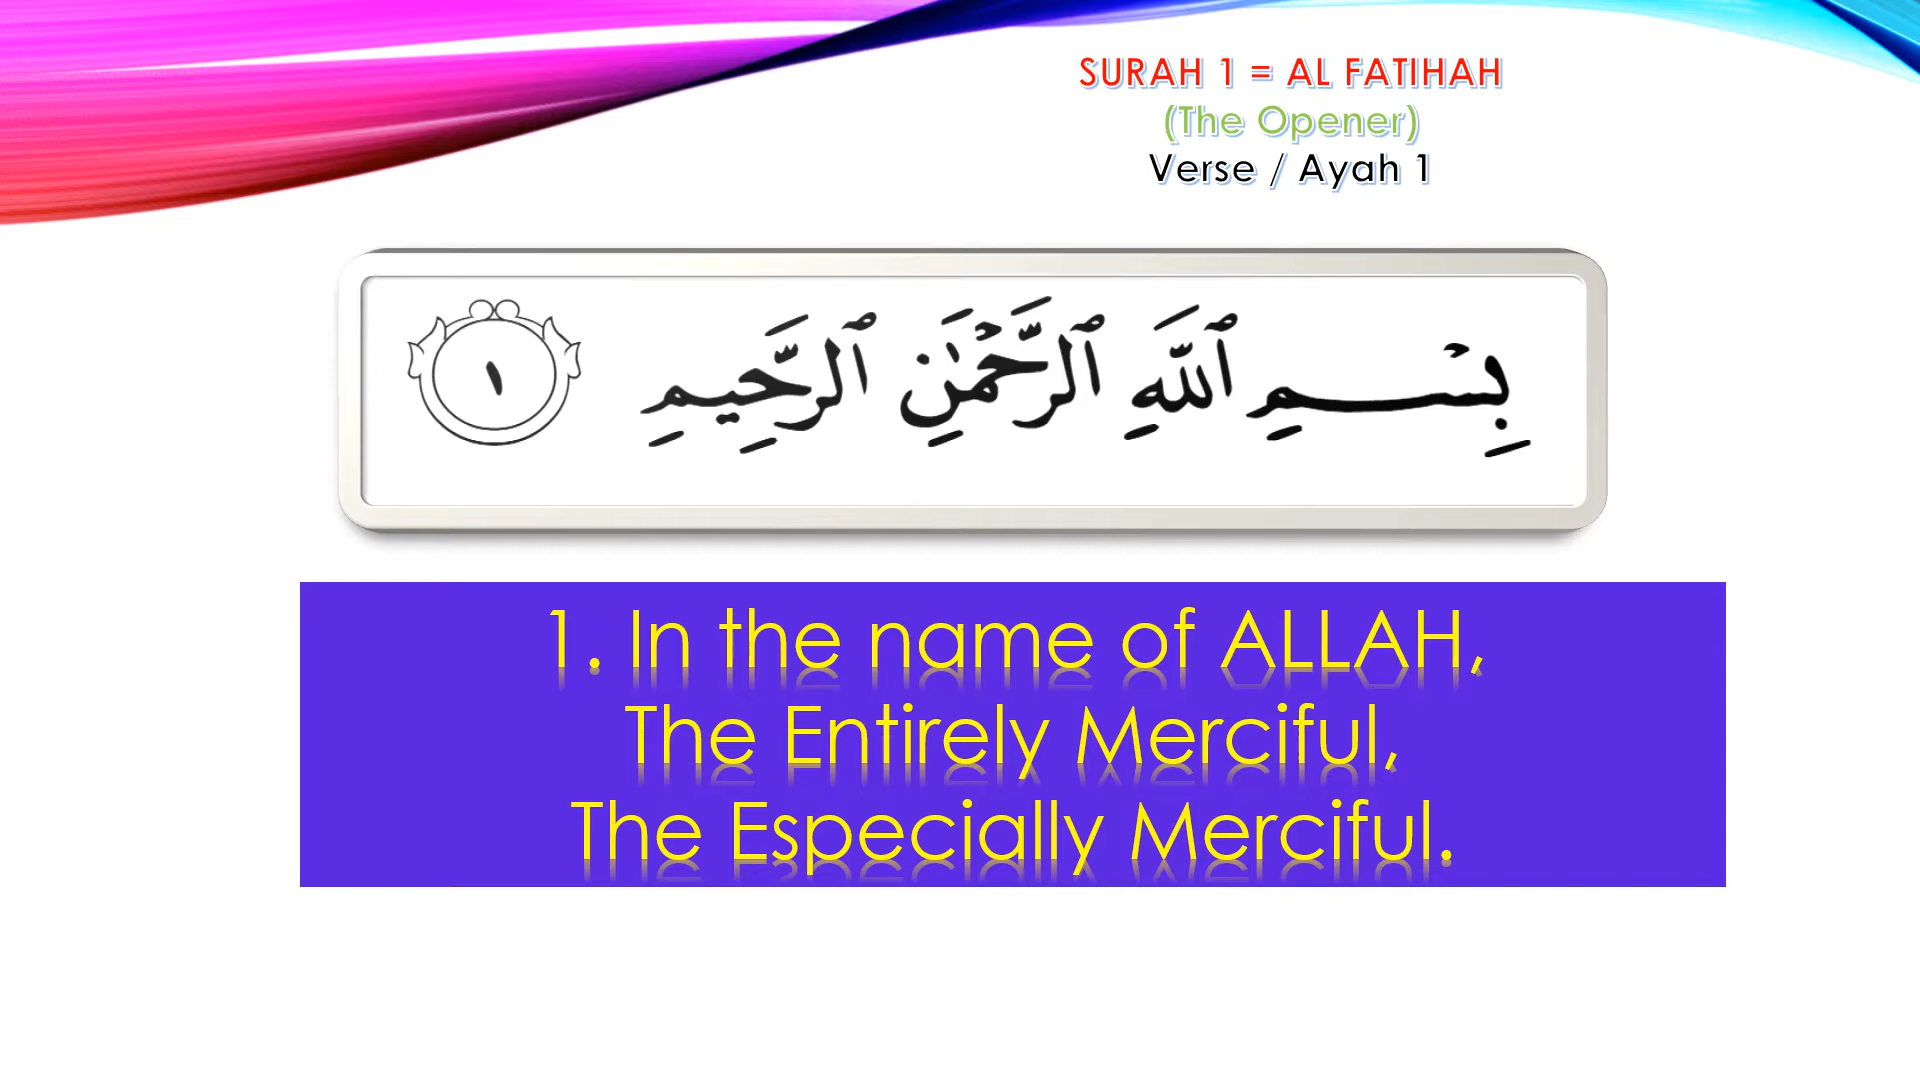 SURAH 1 = AL FATIHAH
(The Opener)
Verse / Ayah 1
بِسْمِ ٱللَّهِ ٱلرَّحْمَٰنِ ٱلرَّحِيمِ ١
1. In the name of ALLAH,
The Entirely Merciful,
The Especially Merciful.